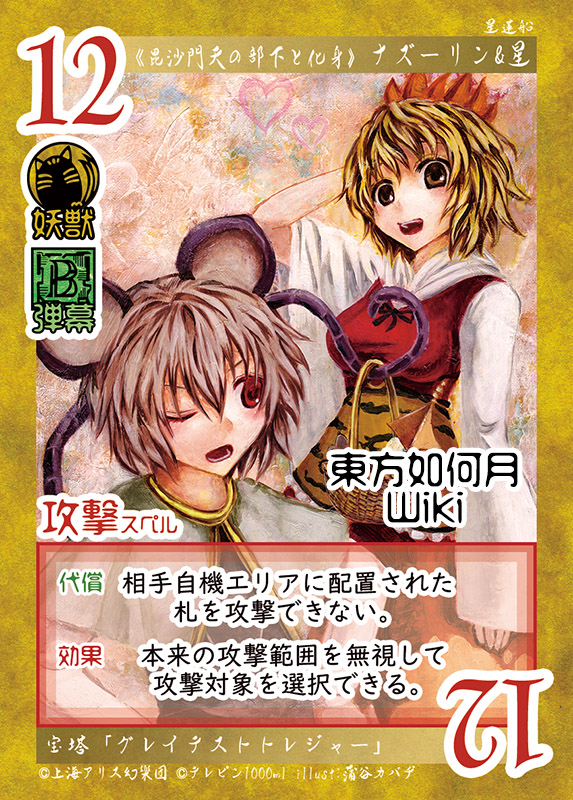 星蓮船
12
《毘沙門天の部下と化身》 ナズーリン&星
妖獣
B
弾幕
東方如何月
Wiki
攻撃スペル
代償 相手自機エリアに配置された
札を攻撃できない。
効果 本来の攻撃範囲を無視して
攻撃対象を選択できる。
12
宝塔「グレイテストトレジャー」
©上海アリス幻樂団 ©テレピン1000ml illust:蒲谷カバヂ